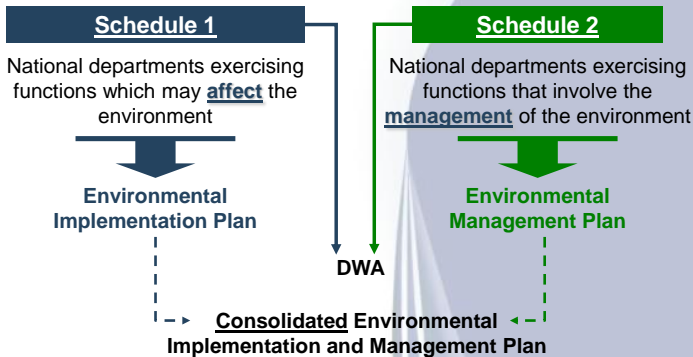 Schedule 1
National departments exercising
functions which may affect the
environment
Environmental
Implementation Plan
Schedule 2
National departments exercising
functions that involve the
management of the environment
Environmental
Management Plan
DWA
Consolidated Environmental
Implementation and Management Plan